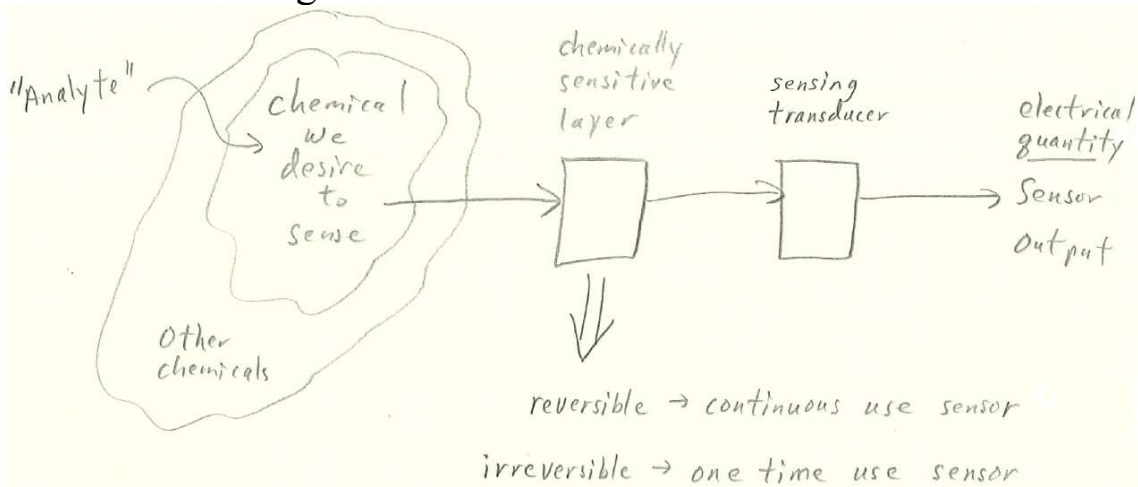 "Analyte"
chemical
we
desire
to
sense
Other
chemicals
chemically
sensitive
layer
sensing
transducer
electrical
quantity
Sensor
Output
reversible → continuous use sensor
irreversible → one time use sensor